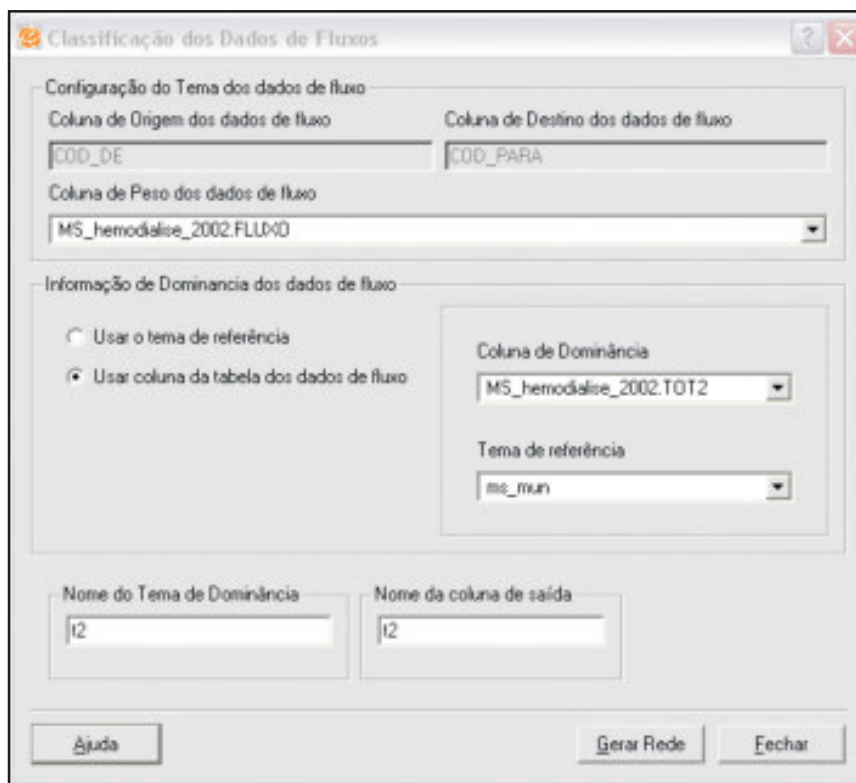 Classificação dos Dados de Fluxos
Configuração do Tema dos dados de fluxo
Coluna de Origem dos dados de fluxo Coluna de Destino dos dados de fluxo
COD_DE COD_PARA
Coluna de Peso dos dados de fluxo
MS_hemodialise_2002.FLUXO
Informação de Dominancia dos dados de fluxo
Usar o tema de referência
Usar coluna da tabela dos dados de fluxo
Coluna de Dominância
MS_hemodialise_2002.TOT2
Tema de referência
ms_mun
Nome do Tema de Dominância Nome da coluna de saída
t2 t2
Ajuda Gerar Rede Fechar